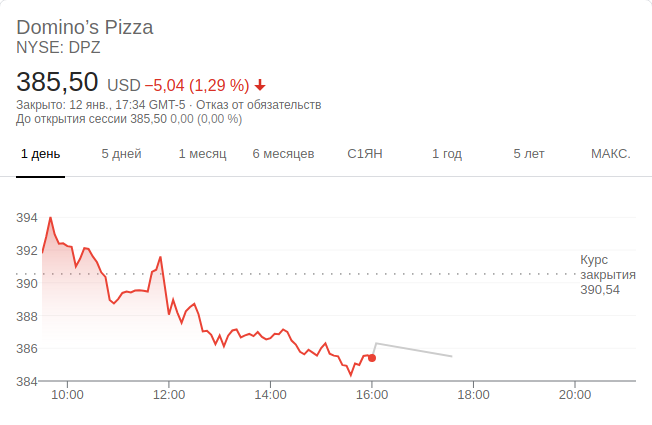 Domino’s Pizza
NYSE: DPZ
385,50 USD −5,04 (1,29 %)
Закрыто: 12 янв., 17:34 GMT-5 · Отказ от обязательств
До открытия сессии 385,50 0,00 (0,00 %)
1 день 5 дней 1 месяц 6 месяцев С1ЯН 1 год 5 лет МАКС.
394
392
Курс
закрытия
390,54
390
388
386
384
10:00 12:00 14:00 16:00 18:00 20:00